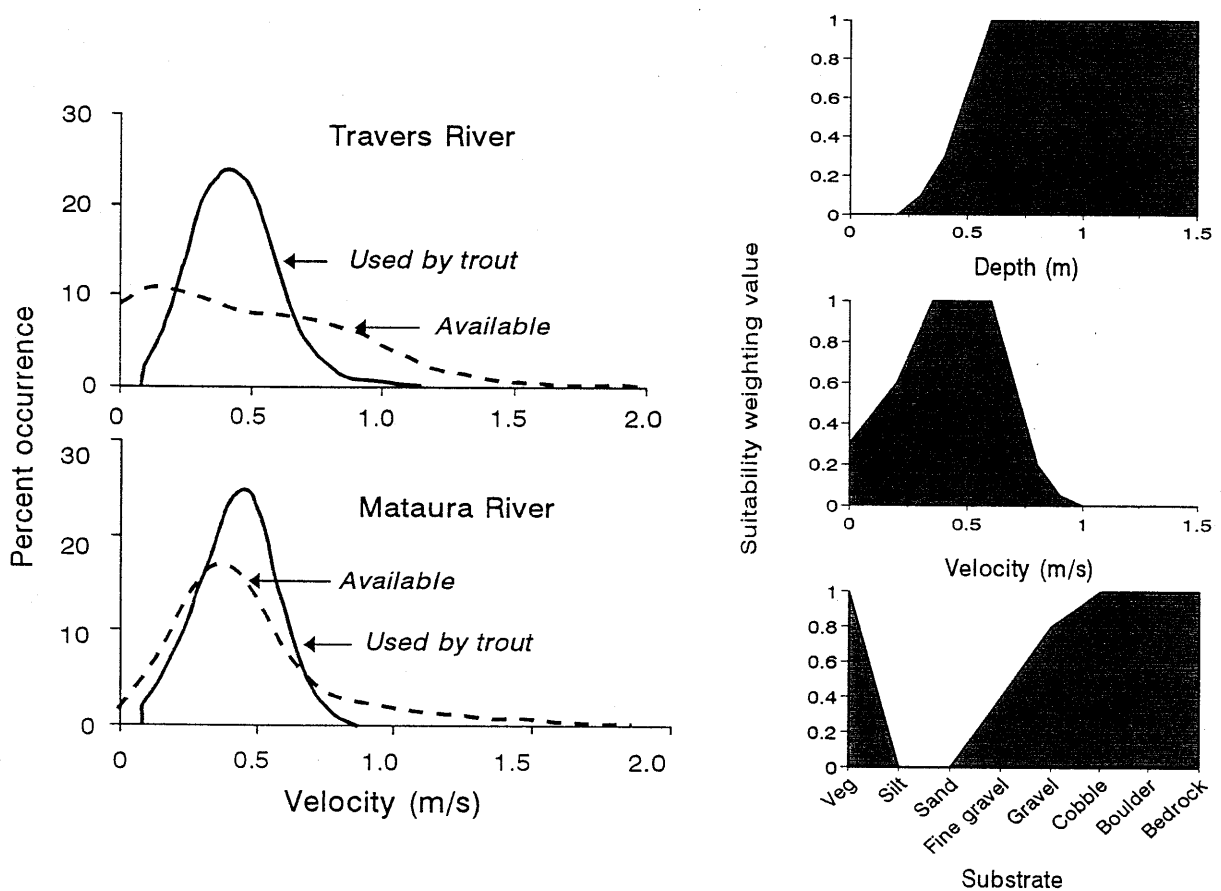 Percent occurrence
30
Travers River
20
Used by trout
10
Available
0
0 0.5 1.0 1.5 2.0
30
Mataura River
20
Available
10
Used by trout
0
0 0.5 1.0 1.5 2.0
Velocity (m/s)
Suitability weighting value
1
0.8
0.6
0.4
0.2
0
0 0.5 1 1.5
Depth (m)
1
0.8
0.6
0.4
0.2
0
0 0.5 1 1.5
Velocity (m/s)
1
0.8
0.6
0.4
0.2
0
Veg
Silt
Sand
Fine gravel
Gravel
Cobble
Boulder
Bedrock
Substrate